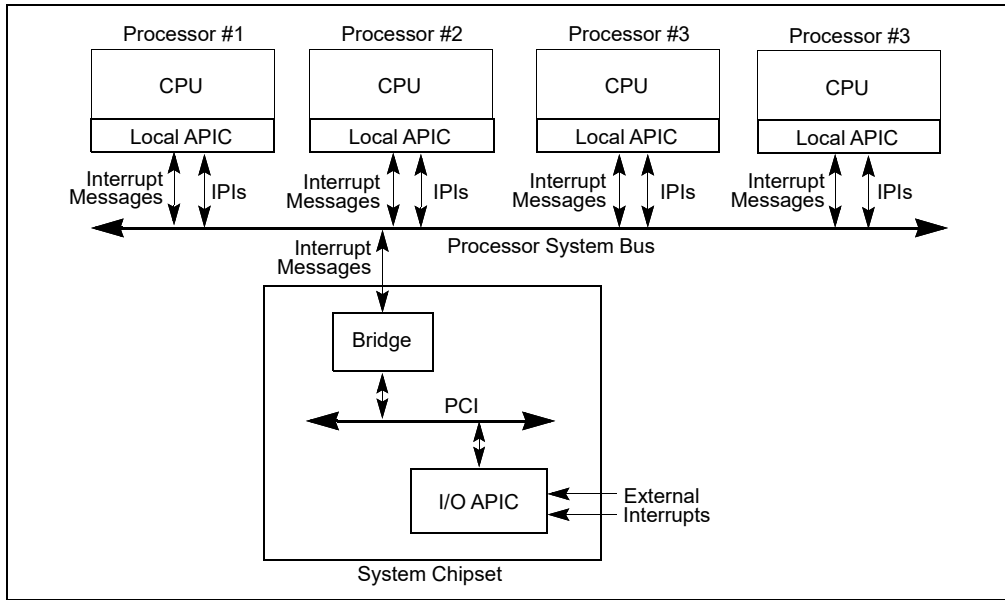 Processor #1
Processor #2
Processor #3
Processor #3
CPU
CPU
CPU
CPU
Local APIC
Local APIC
Local APIC
Local APIC
Interrupt
Messages
IPIs
Interrupt
Messages
IPIs
Interrupt
Messages
IPIs
Interrupt
Messages
IPIs
Processor System Bus
Interrupt
Messages
Bridge
PCI
I/O APIC
External
Interrupts
System Chipset